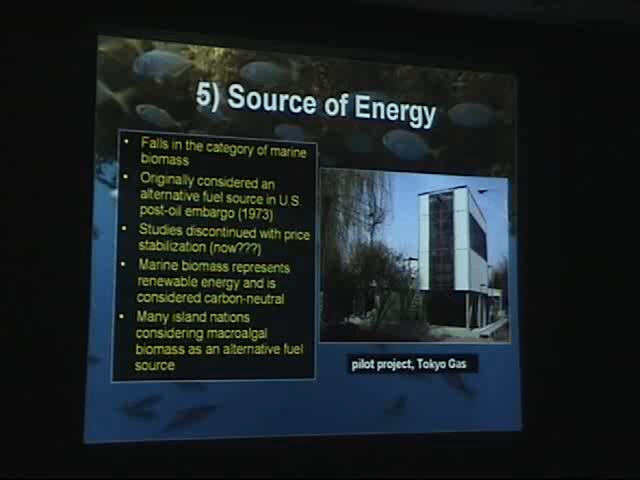 5) Source of Energy
• Falls in the category of marine
biomass
• Originally considered an
alternative fuel source in U.S.
post-oil embargo (1973)
• Studies discontinued with price
stabilization (now???)
• Marine biomass represents
renewable energy and is
considered carbon-neutral
• Many island nations
considering macroalgal
biomass as an alternative fuel
source
pilot project, Tokyo Gas